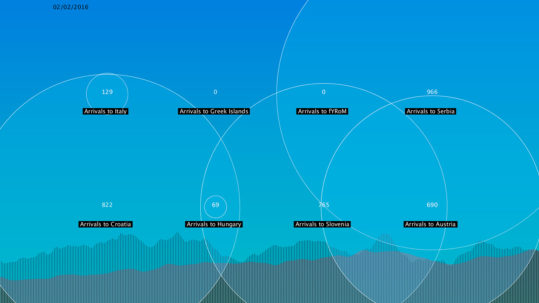 02/02/2016
129 0 0 966
Arrivals to Italy Arrivals to Greek Islands Arrivals to fYRoM Arrivals to Serbia
822 69 765 690
Arrivals to Croatia Arrivals to Hungary Arrivals to Slovenia Arrivals to Austria